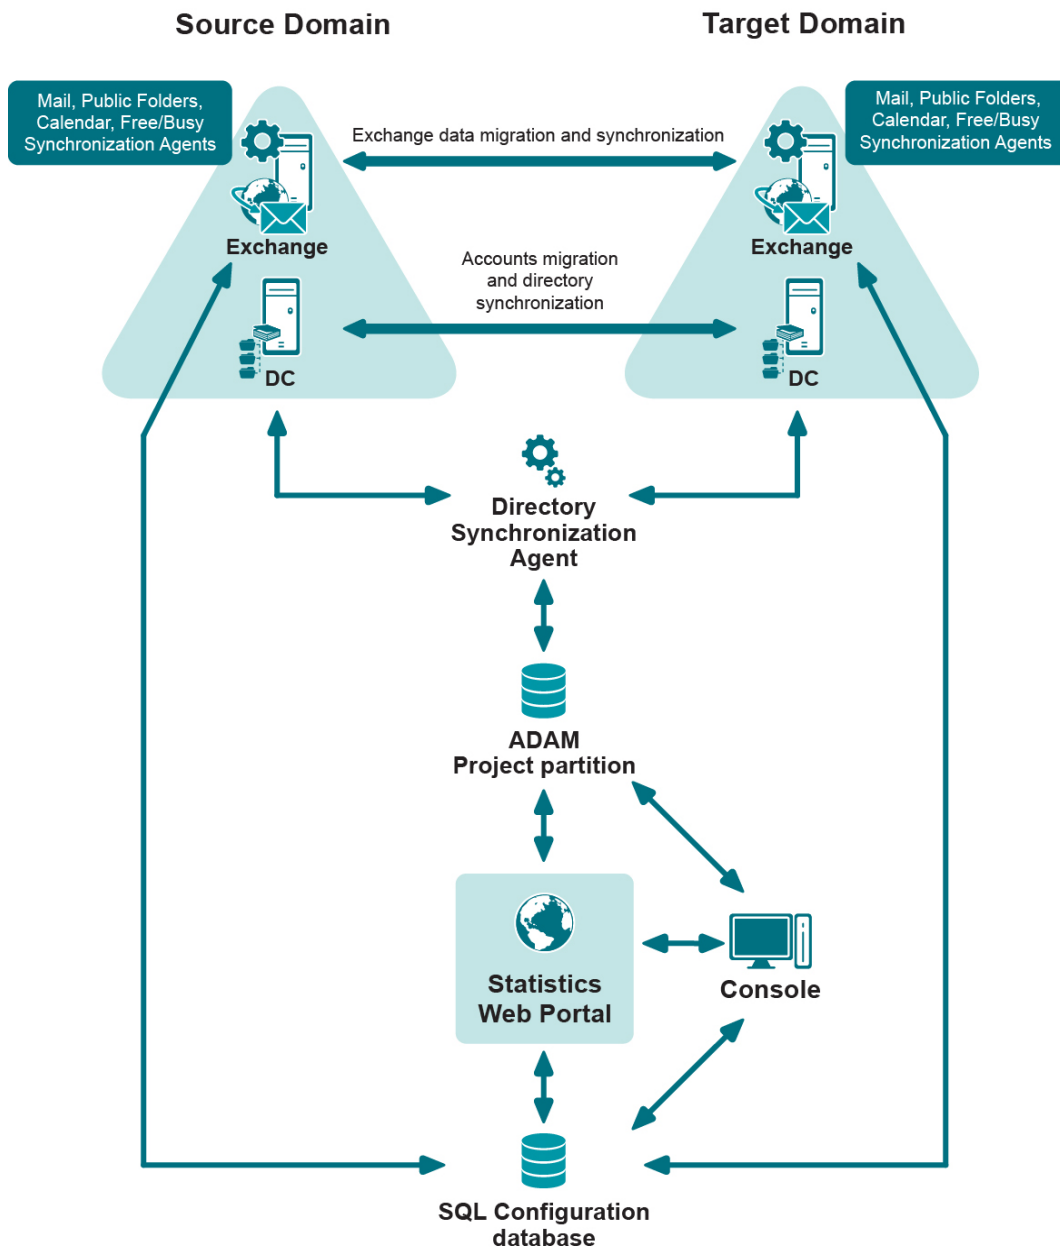 Source Domain
Target Domain
Mail, Public Folders,
Calendar, Free/Busy
Synchronization Agents
Mail, Public Folders,
Calendar, Free/Busy
Synchronization Agents
Exchange data migration and synchronization
Exchange
Exchange
Accounts migration
and directory
synchronization
DC
DC
Directory
Synchronization
Agent
ADAM
Project partition
Statistics
Web Portal
Console
SQL Configuration
database